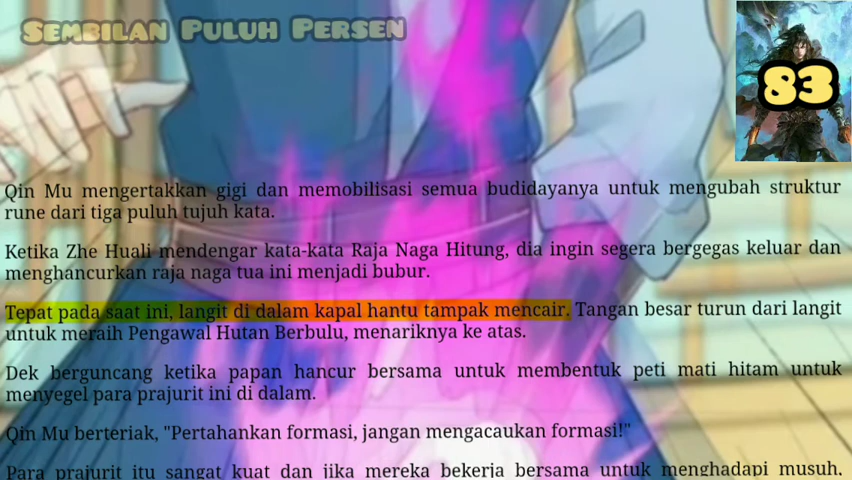 Sembilan Puluh Persen
83
Qin Mu mengertakkan gigi dan memobilisasi semua budidayanya untuk mengubah struktur
rune dari tiga puluh tujuh kata.
Ketika Zhe Huali mendengar kata-kata Raja Naga Hitung, dia ingin segera bergegas keluar dan
menghancurkan raja naga tua ini menjadi bubur.
Tepat pada saat ini, langit di dalam kapal hantu tampak mencair. Tangan besar turun dari langit
untuk meraih Pengawal Hutan Berbulu, menariknya ke atas.
Dek berguncang ketika papan hancur bersama untuk membentuk peti mati hitam untuk
menyegel para prajurit ini di dalam.
Qin Mu berteriak, "Pertahankan formasi, jangan mengacaukan formasi!"
Para prajurit itu sangat kuat dan jika mereka bekerja bersama untuk menghadapi musuh,